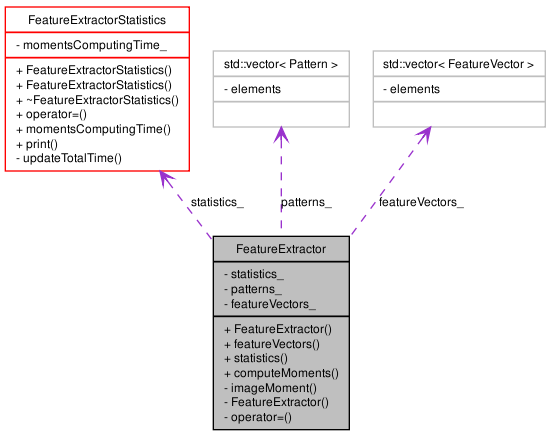 FeatureExtractorStatistics
- momentsComputingTime_
+ FeatureExtractorStatistics()
+ FeatureExtractorStatistics()
+ ~FeatureExtractorStatistics()
+ operator=()
+ momentsComputingTime()
+ print()
- updateTotalTime()
std::vector< Pattern >
- elements
std::vector< FeatureVector >
- elements
statistics_
patterns_
featureVectors_
FeatureExtractor
- statistics_
- patterns_
- featureVectors_
+ FeatureExtractor()
+ featureVectors()
+ statistics()
+ computeMoments()
- imageMoment()
- FeatureExtractor()
- operator=()